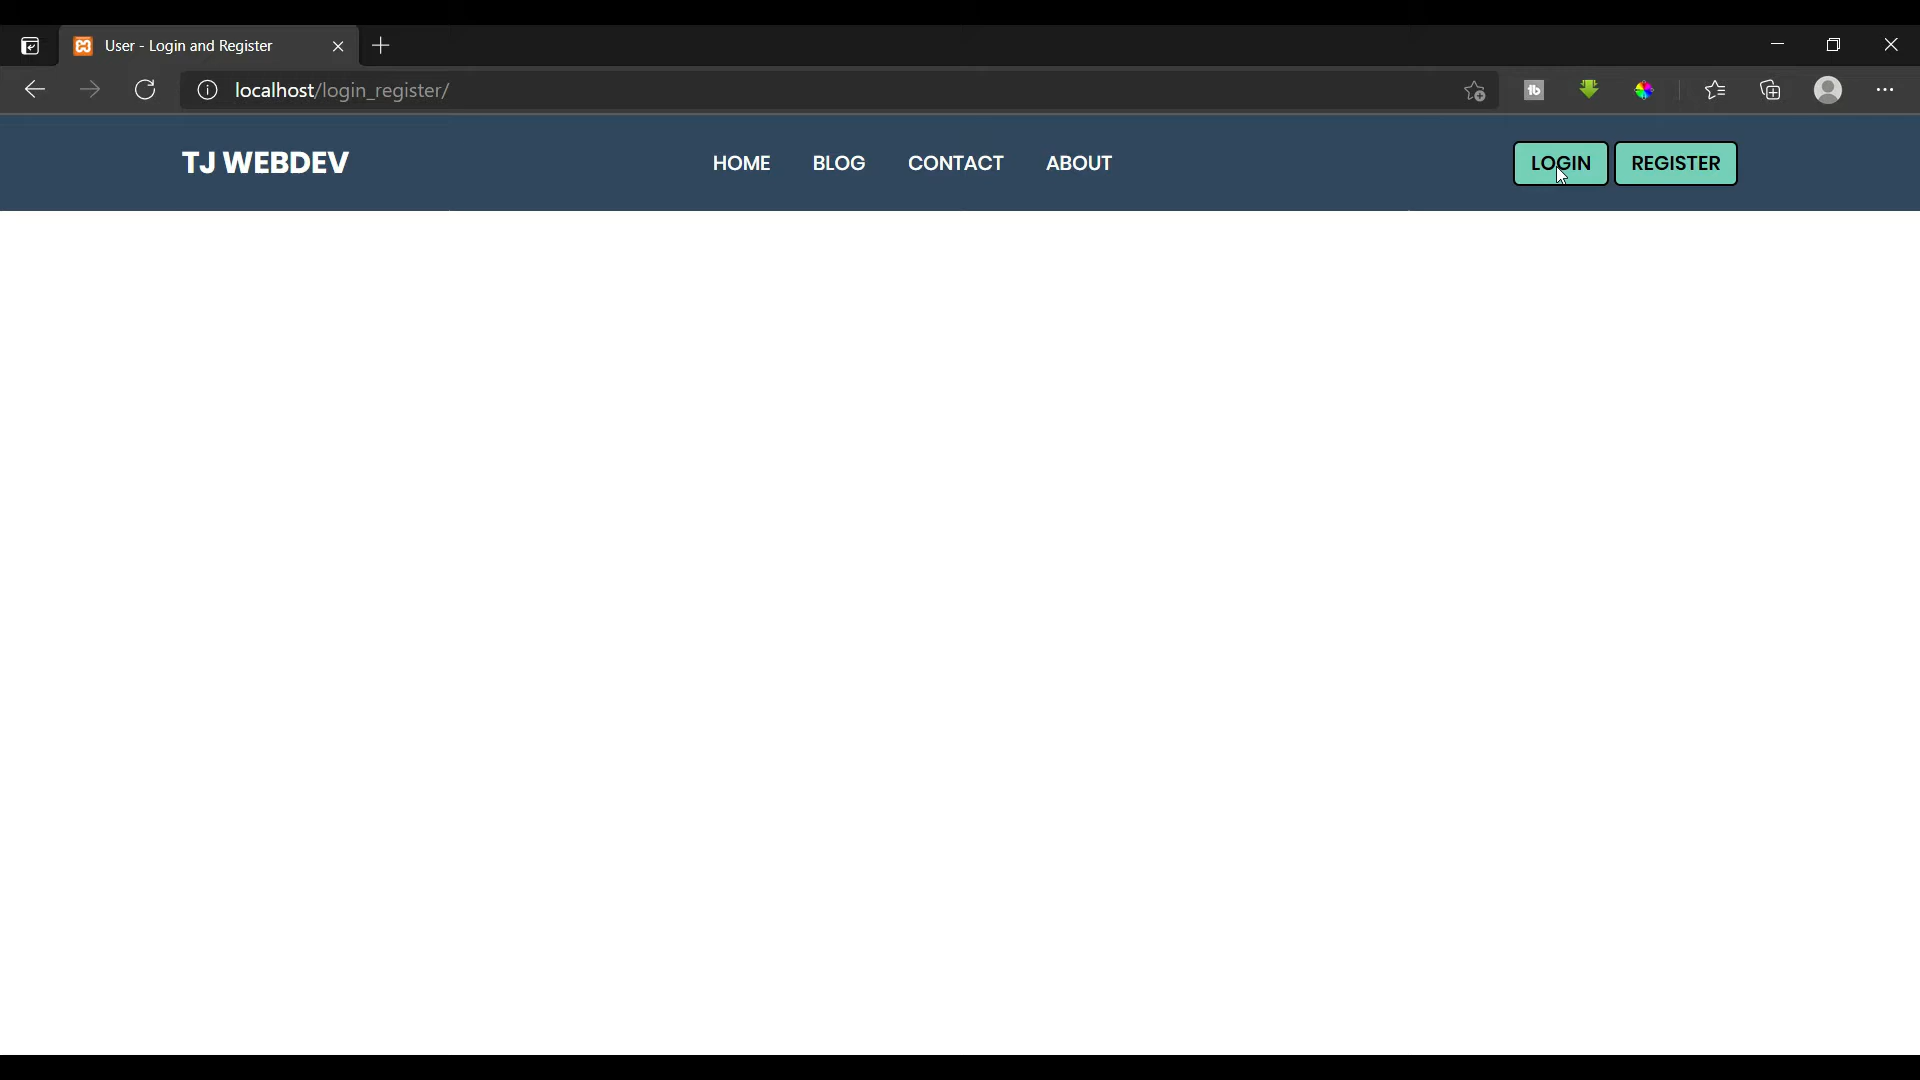 User - Login and Register
localhost/login_register/
TJ WEBDEV
HOME BLOG CONTACT ABOUT
LOGIN REGISTER